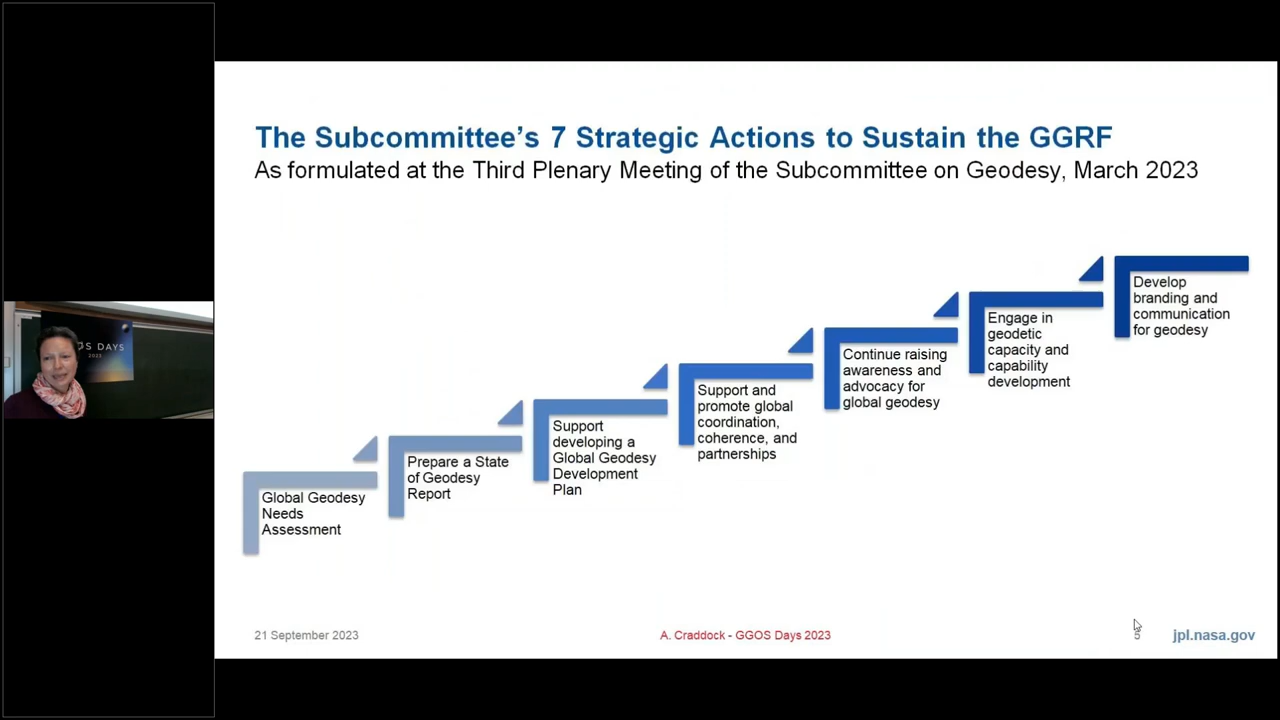 The Subcommittee's 7 Strategic Actions to Sustain the GGRF
As formulated at the Third Plenary Meeting of the Subcommittee on Geodesy, March 2023
Global Geodesy
Needs
Assessment
Prepare a State
of Geodesy
Report
Support
developing a
Global Geodesy
Development
Plan
Support and
promote global
coordination,
coherence, and
partnerships
Continue raising
awareness and
advocacy for
global geodesy
Engage in
geodetic
capacity and
capability
development
Develop
branding and
communication
for geodesy
OS DAYS
2023
21 September 2023
A. Craddock - GGOS Days 2023
5
jpl.nasa.gov